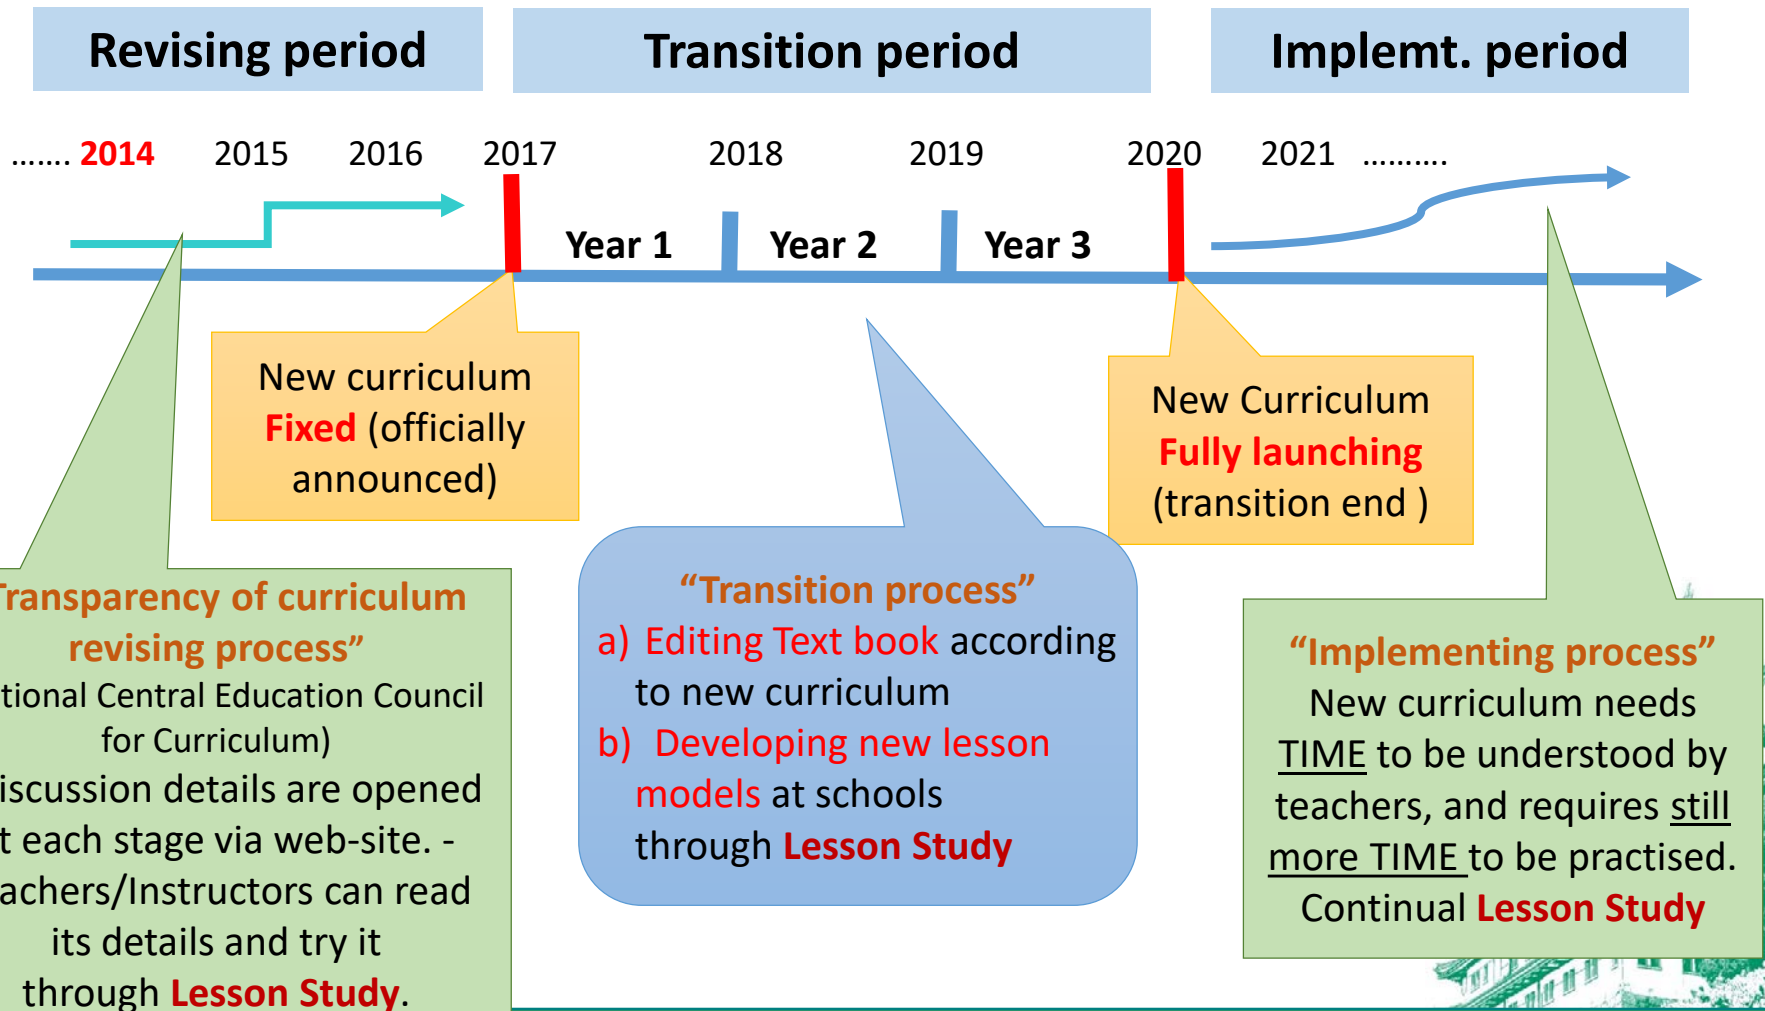 Revising period
Transition period
Implemt. period
....... 2014 2015 2016 2017 2018 2019 2020 2021 ..........
Year 1 Year 2 Year 3
New curriculum
Fixed (officially
announced)
New Curriculum
Fully launching
(transition end )
Transparency of curriculum
revising process”
tional Central Education Council
for Curriculum)
iscussion details are opened
t each stage via web-site. -
achers/Instructors can read
its details and try it
through Lesson Study.
“Transition process”
a) Editing Text book according
to new curriculum
b) Developing new lesson
models at schools
through Lesson Study
“Implementing process”
New curriculum needs
TIME to be understood by
teachers, and requires still
more TIME to be practised.
Continual Lesson Study